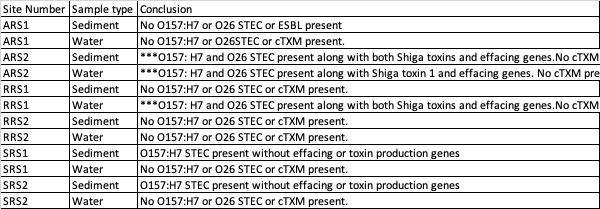 Site Number Sample type Conclusion
ARS1 Sediment No O157:H7 or O26 STEC or ESBL present
ARS1 Water No O157:H7 or O26STEC or cTXM present.
ARS2 Sediment ***O157: H7 and O26 STEC present along with both Shiga toxins and effacing genes.No cTXM
ARS2 Water ***O157: H7 and O26 STEC present along with Shiga toxin 1 and effacing genes. No cTXM pre
RRS1 Sediment No O157:H7 or O26 STEC or cTXM present.
RRS1 Water ***O157: H7 and O26 STEC present along with both Shiga toxins and effacing genes.No cTXM
RRS2 Sediment No O157:H7 or O26 STEC or cTXM present.
RRS2 Water No O157:H7 or O26 STEC or cTXM present.
SRS1 Sediment O157:H7 STEC present without effacing or toxin production genes
SRS1 Water No O157:H7 or O26 STEC or cTXM present.
SRS2 Sediment O157:H7 STEC present without effacing or toxin production genes
SRS2 Water No O157:H7 or O26 STEC or cTXM present.